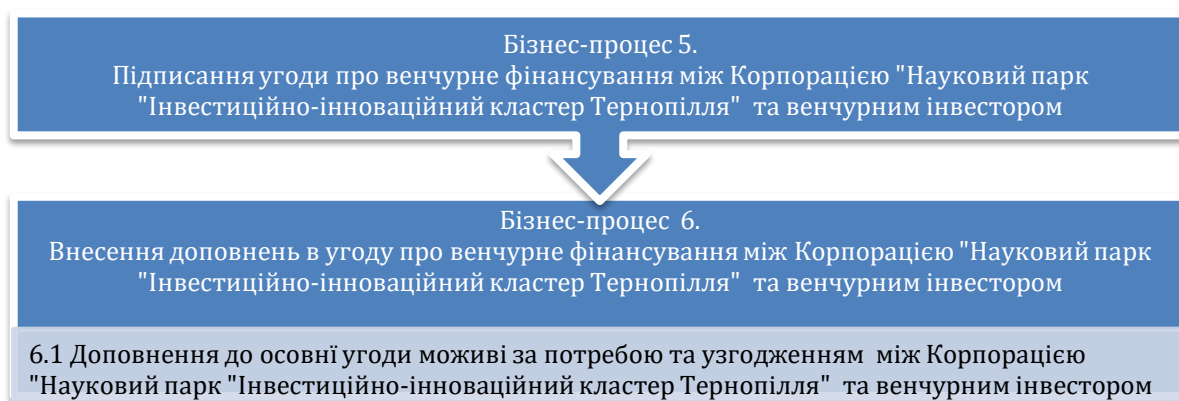 Бізнес-процес 5.
Підписання угоди про венчурне фінансування між Корпорацією "Науковий парк
"Інвестиційно-інноваційний кластер Тернопілля" та венчурним інвестором
Бізнес-процес 6.
Внесення доповнень в угоду про венчурне фінансування між Корпорацією "Науковий парк
"Інвестиційно-інноваційний кластер Тернопілля" та венчурним інвестором
6.1 Доповнення до осовнї угоди моживі за потребою та узгодженням між Корпорацією
"Науковий парк "Інвестиційно-інноваційний кластер Тернопілля" та венчурним інвестором